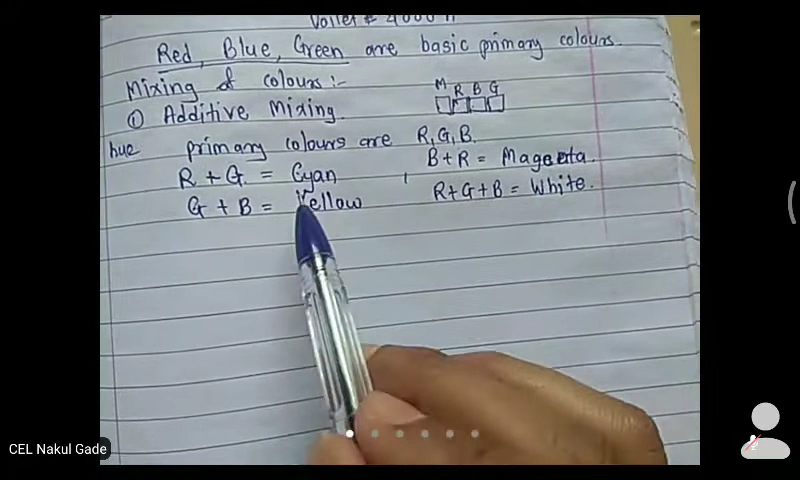 Red, Blue, Green are basic primary colours.
Mixing of colours:-
① Additive Mixing.
M R B G
hue primary colours are R, G, B.
R + G = Cyan
B + R = Magenta.
G + B = Yellow
R+G+B = White.
CEL Nakul Gade